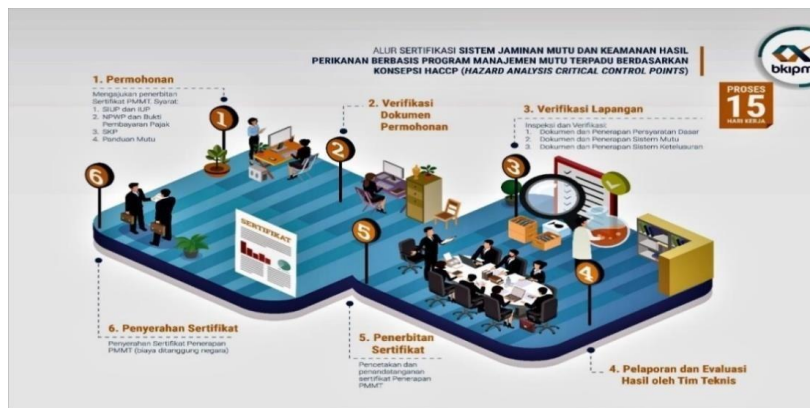 ALUR SERTIFIKASI SISTEM JAMINAN MUTU DAN KEAMANAN HASIL
PERIKANAN BERBASIS PROGRAM MANAJEMEN MUTU TERPADU BERDASARKAN
KONSEPSI HACCP (HAZARD ANALYSIS CRITICAL CONTROL POINTS)
bkipm
PROSES
15
HARI KERJA
1. Permohonan
Mengajukan penerbitan
Sertifikat PMMT, Syarat:
1. SIUP dan IUP
2. NPWP dan Bukti
Pembayaran Pajak
3. SKP
4. Panduan Mutu
1
2. Verifikasi
Dokumen
Permohonan
2
3. Verifikasi Lapangan
Inspeksi dan Verifikasi:
1. Dokumen dan Penerapan Persyaratan Dasar
2. Dokumen dan Penerapan Sistem Mutu
3. Dokumen dan Penerapan Sistem Ketelusuran
3
4
5
6
SERTIFIKAT
6. Penyerahan Sertifikat
Penyerahan Sertifikat Penerapan
PMMT (biaya ditanggung negara)
5. Penerbitan
Sertifikat
Pencetakan dan
penandatanganan
sertifikat Penerapan
PMMT
4. Pelaporan dan Evaluasi
Hasil oleh Tim Teknis